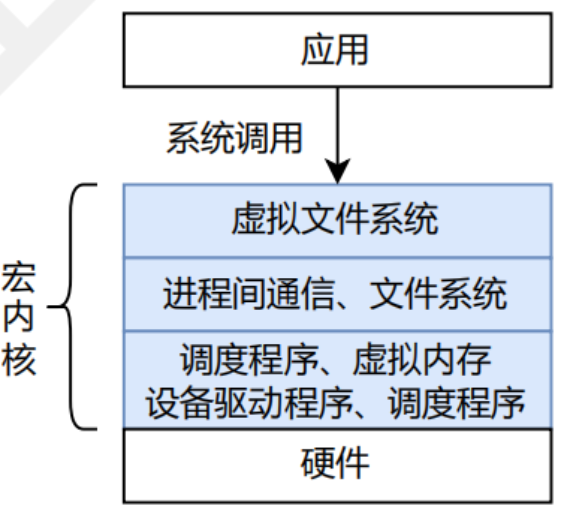 应用
系统调用
虚拟文件系统
进程间通信、文件系统
调度程序、虚拟内存
设备驱动程序、调度程序
宏
内
核
硬件